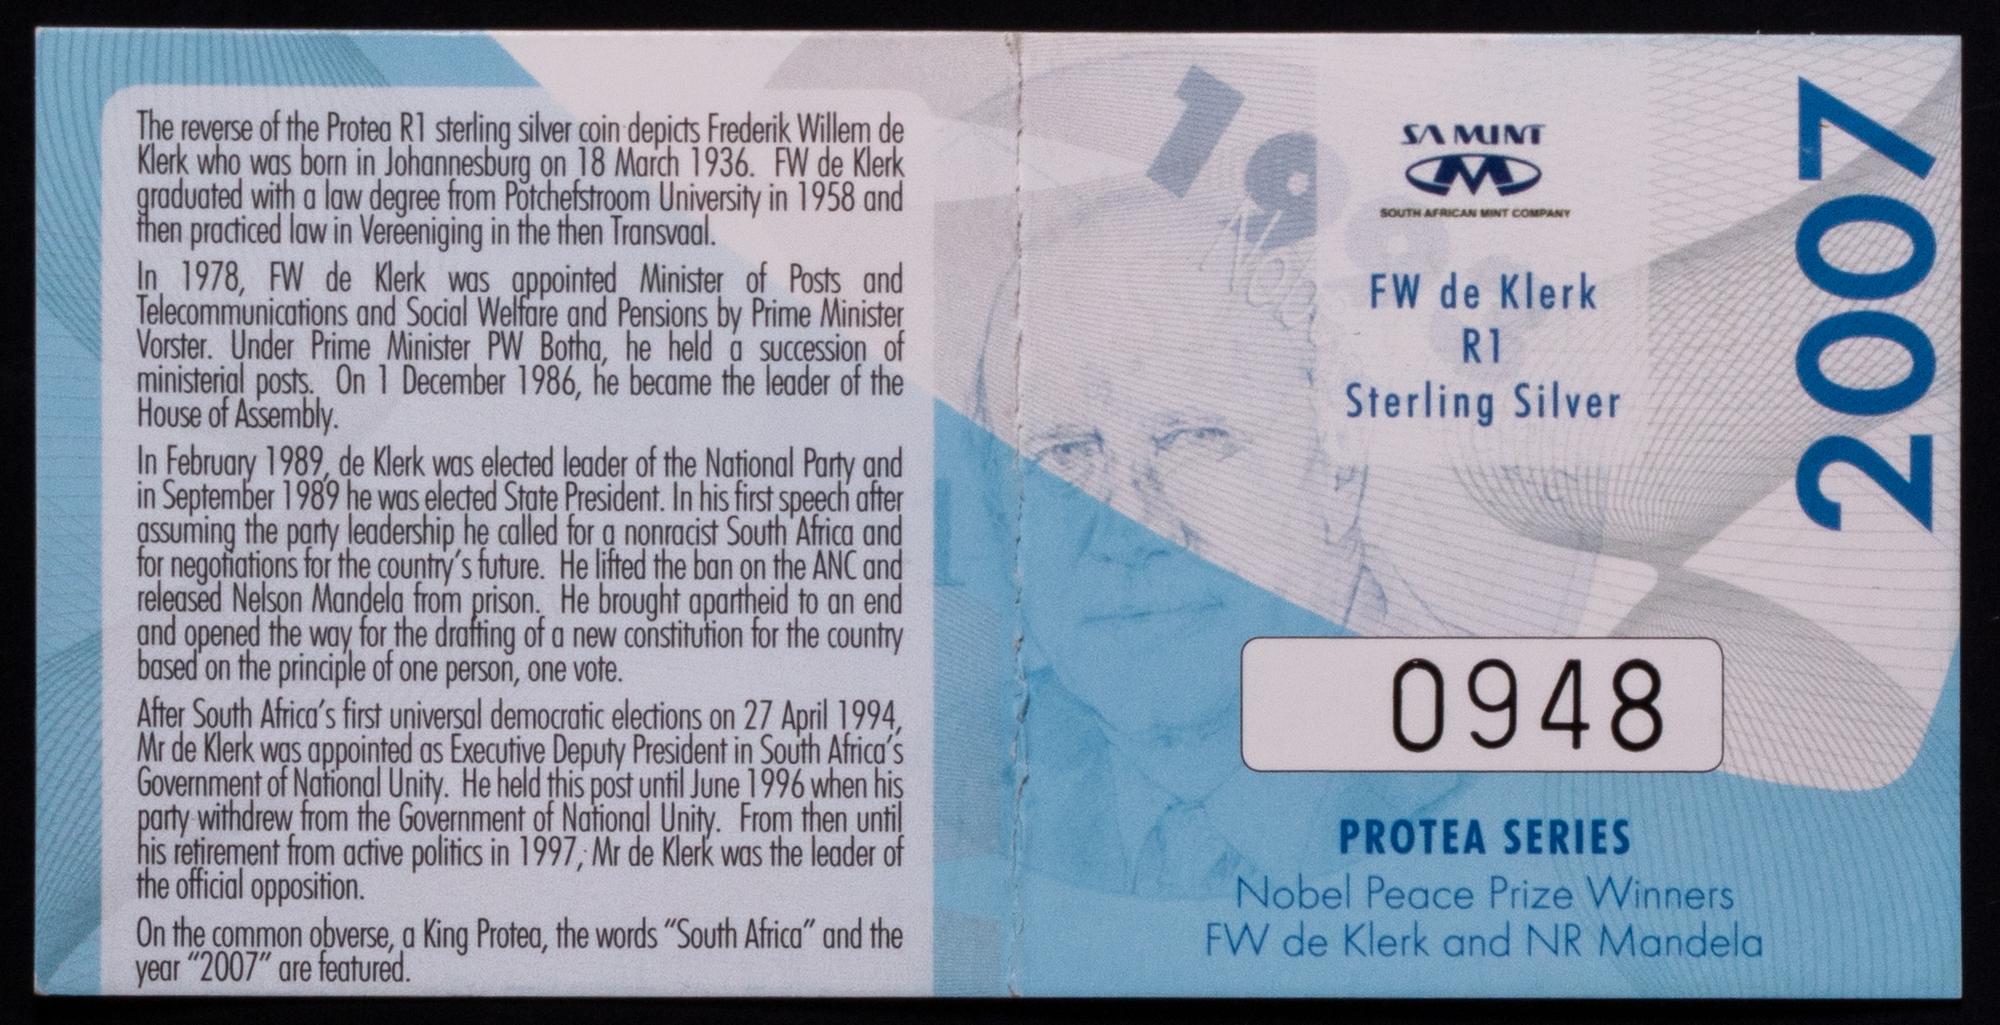 The reverse of the Protea R1 sterling silver coin depicts Frederik Willem de
Klerk who was born in Johannesburg on 18 March 1936. FW de Klerk
graduated with a law degree from Potchefstroom University in 1958 and
then practiced law in Vereeniging in the then Transvaal.
In 1978, FW de Klerk was appointed Minister of Posts and
Telecommunications and Social Welfare and Pensions by Prime Minister
Vorster. Under Prime Minister PW Botha, he held a succession of
ministerial posts. On 1 December 1986, he became the leader of the
House of Assembly.
In February 1989, de Klerk was elected leader of the National Party and
in September 1989 he was elected State President. In his first speech after
assuming the party leadership he called for a nonracist South Africa and
for negotiations for the country's future. He lifted the ban on the ANC and
released Nelson Mandela from prison. He brought apartheid to an end
and opened the way for the drafting of a new constitution for the country
based on the principle of one person, one vote.
After South Africa's first universal democratic elections on 27 April 1994,
Mr de Klerk was appointed as Executive Deputy President in South Africa's
Government of National Unity. He held this post until June 1996 when his
party withdrew from the Government of National Unity. From then until
his retirement from active politics in 1997, Mr de Klerk was the leader of
the official opposition.
On the common obverse, a King Protea, the words "South Africa" and the
year "2007" are featured.
SA MINT
SOUTH AFRICAN MINT COMPANY
FW de Klerk
R1
Sterling Silver
2007
0948
PROTEA SERIES
Nobel Peace Prize Winners
FW de Klerk and NR Mandela